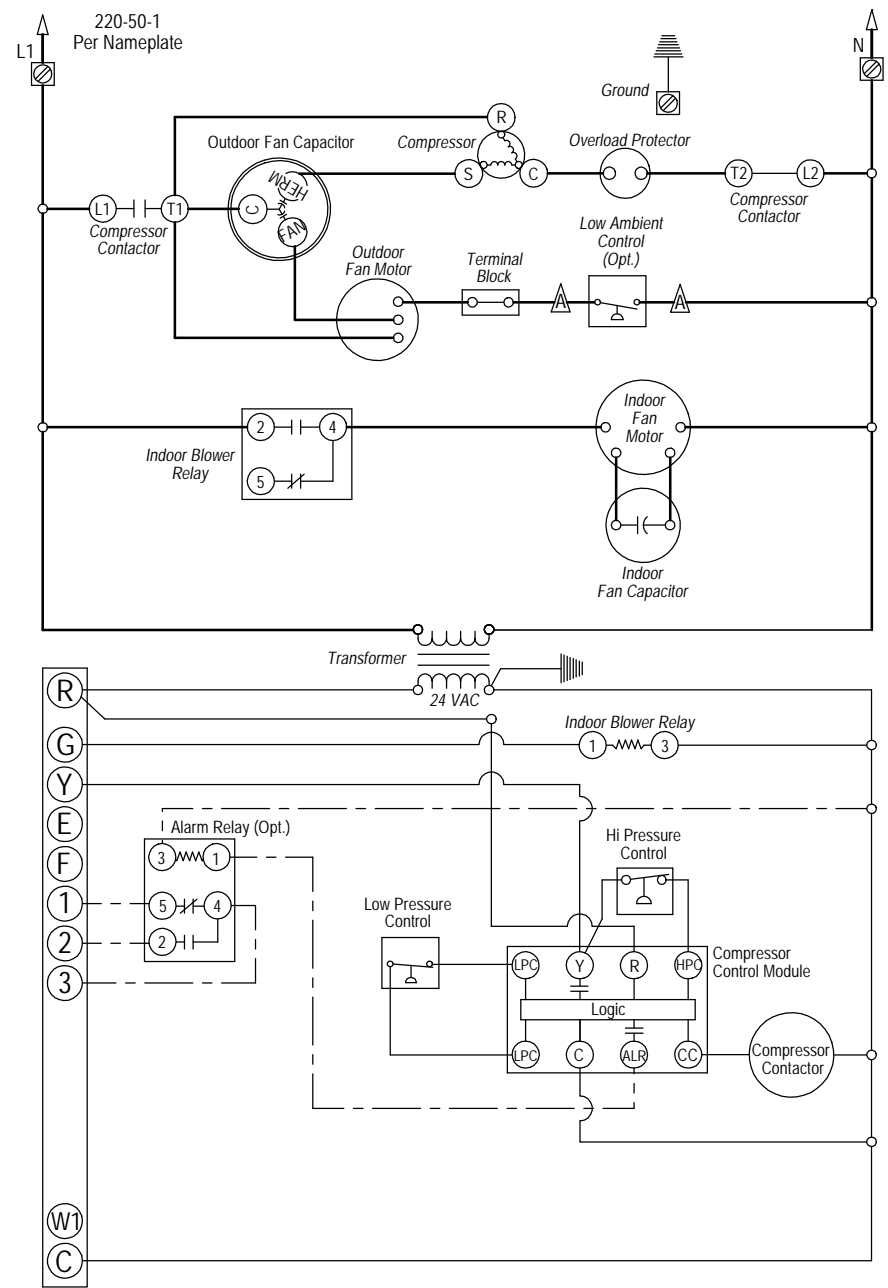 220-50-1
Per Nameplate
L1
N
Ground
R
Outdoor Fan Capacitor
Compressor
Overload Protector
S
C
T2
L2
HERM
C
FAN
L1
T1
Compressor
Contactor
Compressor
Contactor
Low Ambient
Control
(Opt.)
Outdoor
Fan Motor
Terminal
Block
A
A
Indoor
Fan
Motor
2
4
5
Indoor Blower
Relay
Indoor
Fan Capacitor
Transformer
24 VAC
R
G
Y
E
F
1
2
3
W1
C
Indoor Blower Relay
1
3
Alarm Relay (Opt.)
3
1
5
4
2
Hi Pressure
Control
Low Pressure
Control
LPC
Y
R
HPC
Compressor
Control Module
Logic
LPC
C
ALR
CC
Compressor
Contactor